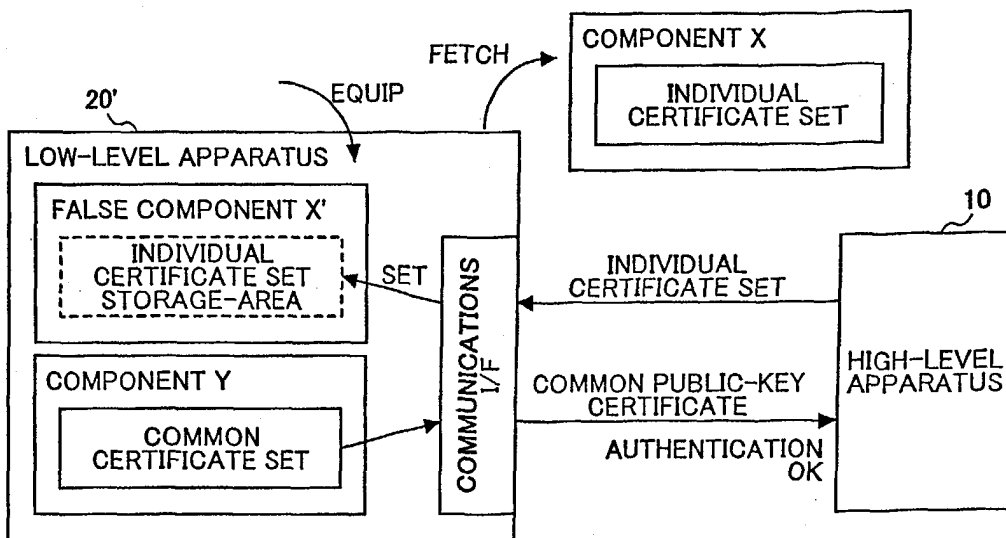 COMPONENT X
INDIVIDUAL
CERTIFICATE SET
FETCH
EQUIP
20'
LOW-LEVEL APPARATUS
FALSE COMPONENT X'
INDIVIDUAL
CERTIFICATE SET
STORAGE-AREA
SET
COMPONENT Y
COMMON
CERTIFICATE SET
COMMUNICATIONS
I/F
INDIVIDUAL
CERTIFICATE SET
COMMON PUBLIC-KEY
CERTIFICATE
AUTHENTICATION
OK
10
HIGH-LEVEL
APPARATUS